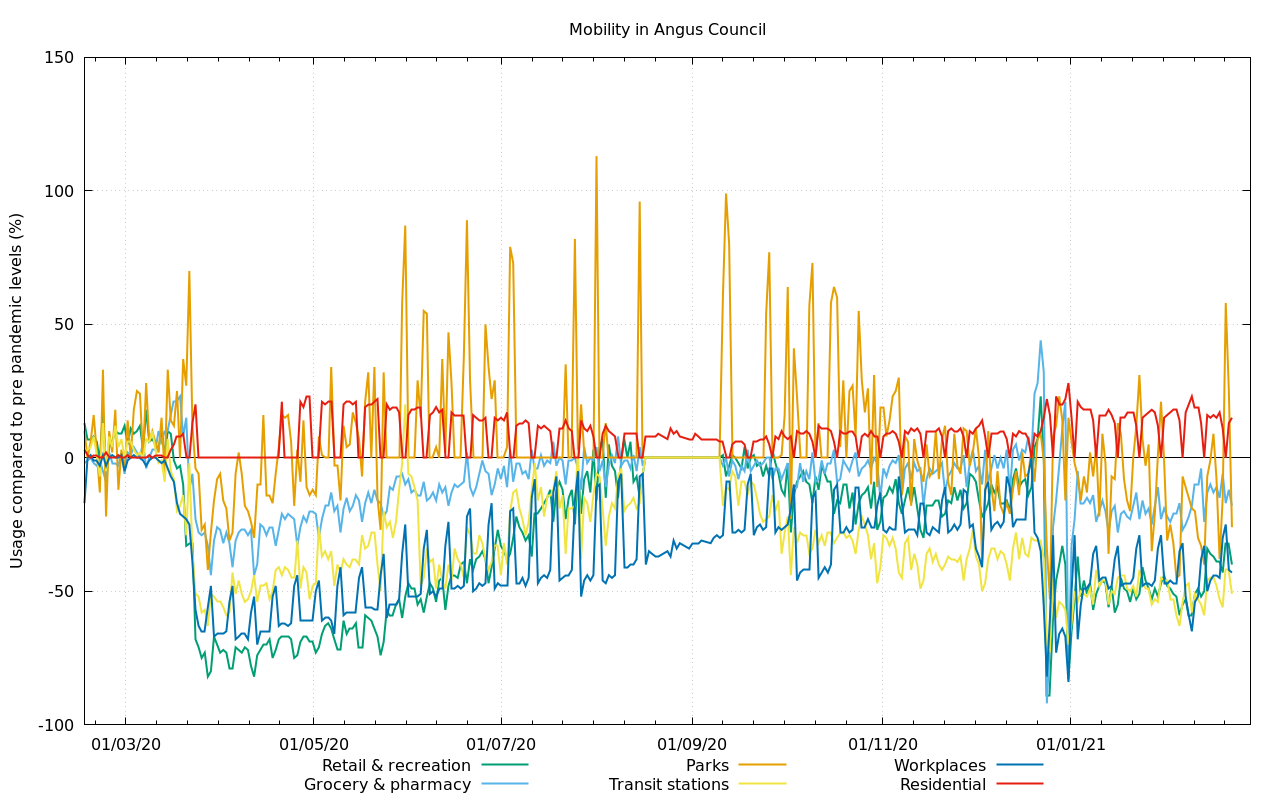 Mobility in Angus Council
Usage compared to pre pandemic levels (%)
150
100
50
0
-50
-100
01/03/20 01/05/20 01/07/20 01/09/20 01/11/20 01/01/21
Retail & recreation Parks Workplaces
Grocery & pharmacy Transit stations Residential